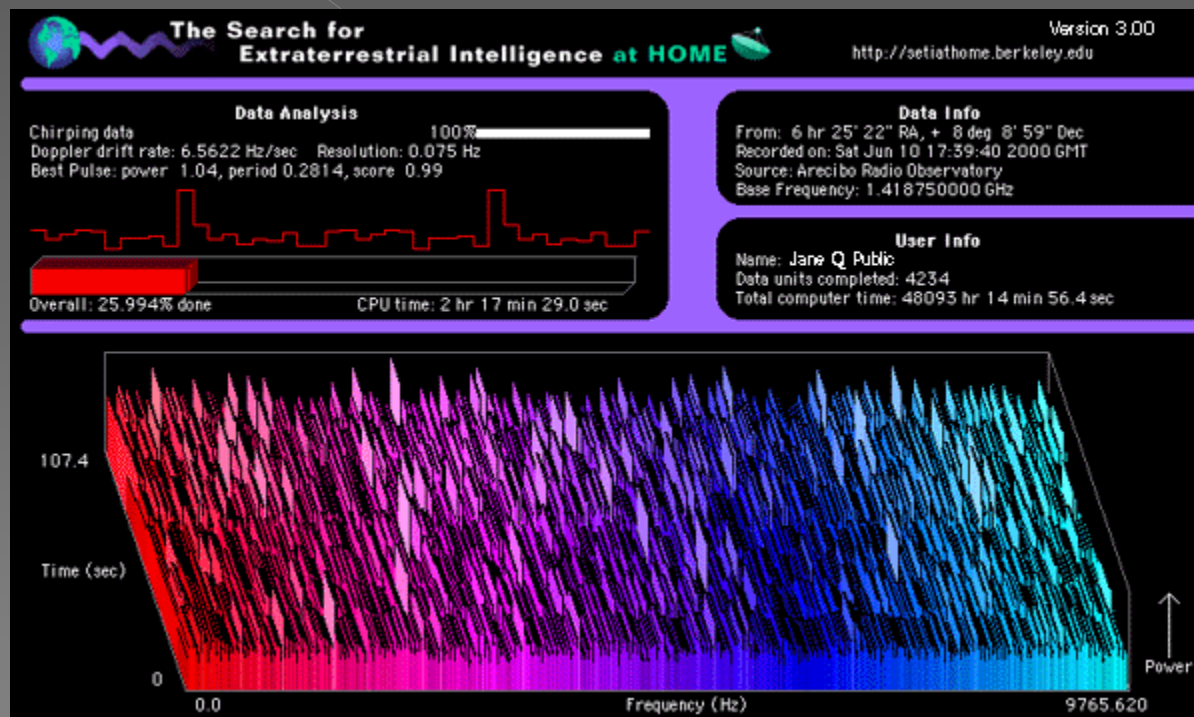 The Search for
Extraterrestrial Intelligence at HOME
Version 3.00
http://setiathome.berkeley.edu
Data Analysis
Chirping data 100%
Doppler drift rate: 6.5622 Hz/sec Resolution: 0.075 Hz
Best Pulse: power 1.04, period 0.2814, score 0.99
Overall: 25.994% done CPU time: 2 hr 17 min 29.0 sec
Data Info
From: 6 hr 25' 22" RA, + 8 deg 8' 59" Dec
Recorded on: Sat Jun 10 17:39:40 2000 GMT
Source: Arecibo Radio Observatory
Base Frequency: 1.418750000 GHz
User Info
Name: Jane Q Public
Data units completed: 4234
Total computer time: 48093 hr 14 min 56.4 sec
107.4
Time (sec)
0
0.0 Frequency (Hz) 9765.620
Power